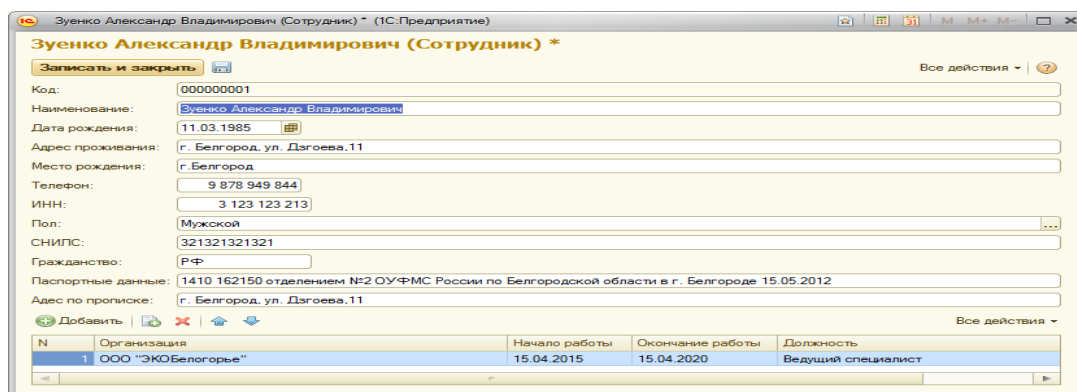 Зуенко Александр Владимирович (Сотрудник) * (1С:Предприятие) 31 M M+ M-
Зуенко Александр Владимирович (Сотрудник) *
Записать и закрыть Все действия ?
Код: 000000001
Наименование: Зуенко Александр Владимирович
Дата рождения: 11.03.1985
Адрес проживания: г. Белгород, ул. Дзгоева,11
Место рождения: г.Белгород
Телефон: 9 878 949 844
ИНН: 3 123 123 213
Пол: Мужской ...
СНИЛС: 321321321321
Гражданство: РФ
Паспортные данные: 1410 162150 отделением №2 ОУФМС России по Белгородской области в г. Белгороде 15.05.2012
Адес по прописке: г. Белгород, ул. Дзгоева,11
Добавить Все действия
N Организация Начало работы Окончание работы Должность
1 ООО "ЭКОБелогорье" 15.04.2015 15.04.2020 Ведущий специалист